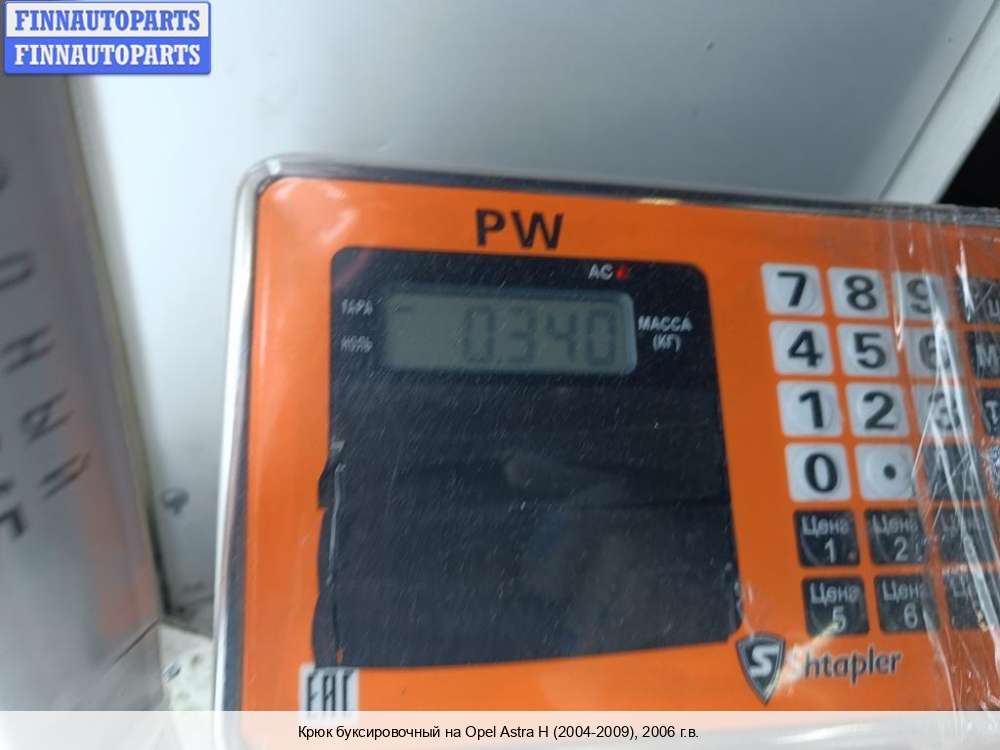 FINNAUTOPARTS
FINNAUTOPARTS
PW
AC
ТАРА
НОЛЬ
0.340
МАССА
(КГ)
7 8 9
4 5 6 М
1 2 3 Т
0 .
Цена 1
Цена 2
Цена 5
Цена 6
Shtapler
EAC
Крюк буксировочный на Opel Astra H (2004-2009), 2006 г.в.